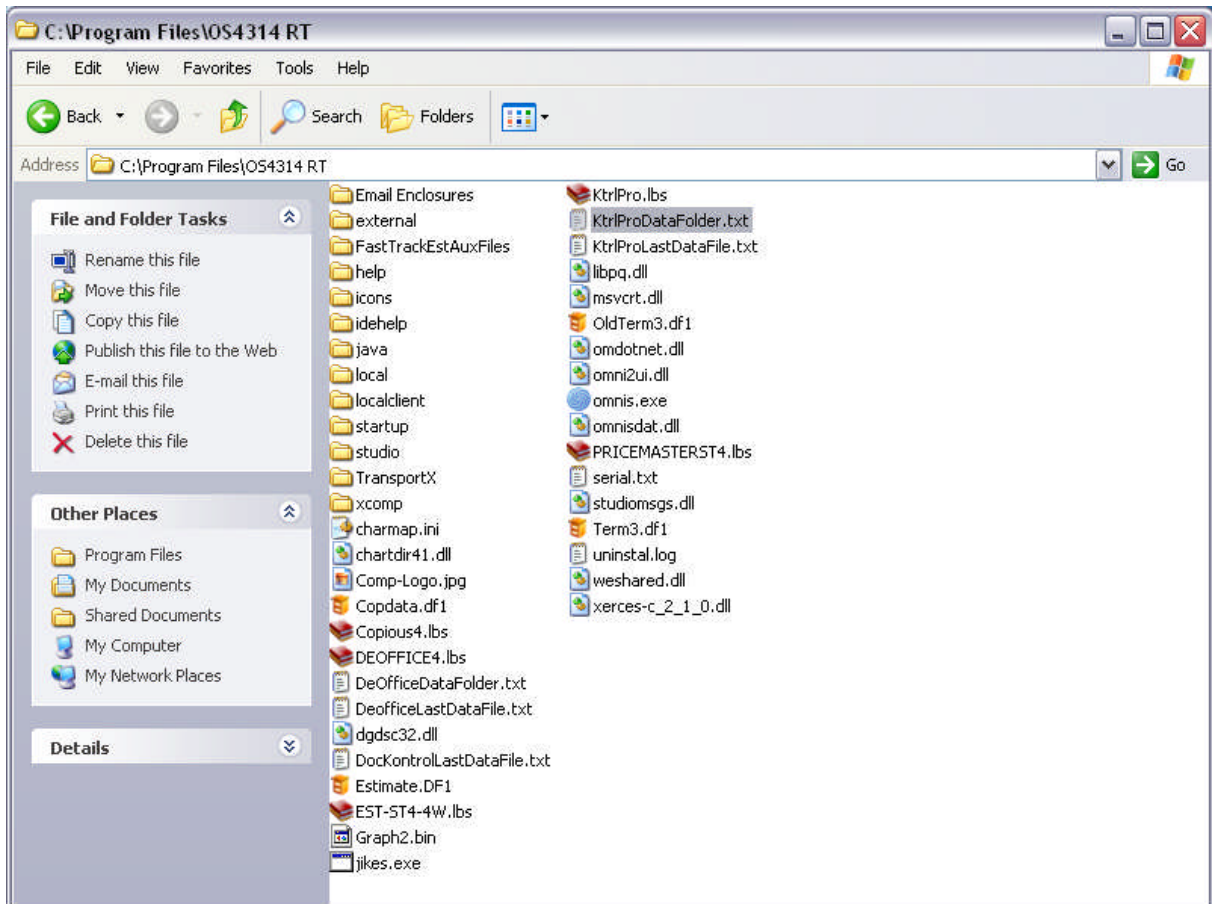 C:\Program Files\OS4314 RT
File Edit View Favorites Tools Help
Back Search Folders
Address C:\Program Files\OS4314 RT Go
File and Folder Tasks
Rename this file
Move this file
Copy this file
Publish this file to the Web
E-mail this file
Print this file
Delete this file
Other Places
Program Files
My Documents
Shared Documents
My Computer
My Network Places
Details
Email Enclosures
external
FastTrackEstAuxFiles
help
icons
idehelp
java
local
localclient
startup
studio
TransportX
xcomp
charmap.ini
chartdir41.dll
Comp-Logo.jpg
Copdata.df1
Copious4.lbs
DEOFFICE4.lbs
DeOfficeDataFolder.txt
DeofficeLastDataFile.txt
dgdsc32.dll
DocKontrolLastDataFile.txt
Estimate.DF1
EST-ST4-4W.lbs
Graph2.bin
jikes.exe
KtrlPro.lbs
KtrlProDataFolder.txt
KtrlProLastDataFile.txt
libpq.dll
msvcrt.dll
OldTerm3.df1
omdotnet.dll
omni2ui.dll
omnis.exe
omnisdat.dll
PRICEMASTERST4.lbs
serial.txt
studiomsgs.dll
Term3.df1
uninstal.log
weshared.dll
xerces-c_2_1_0.dll